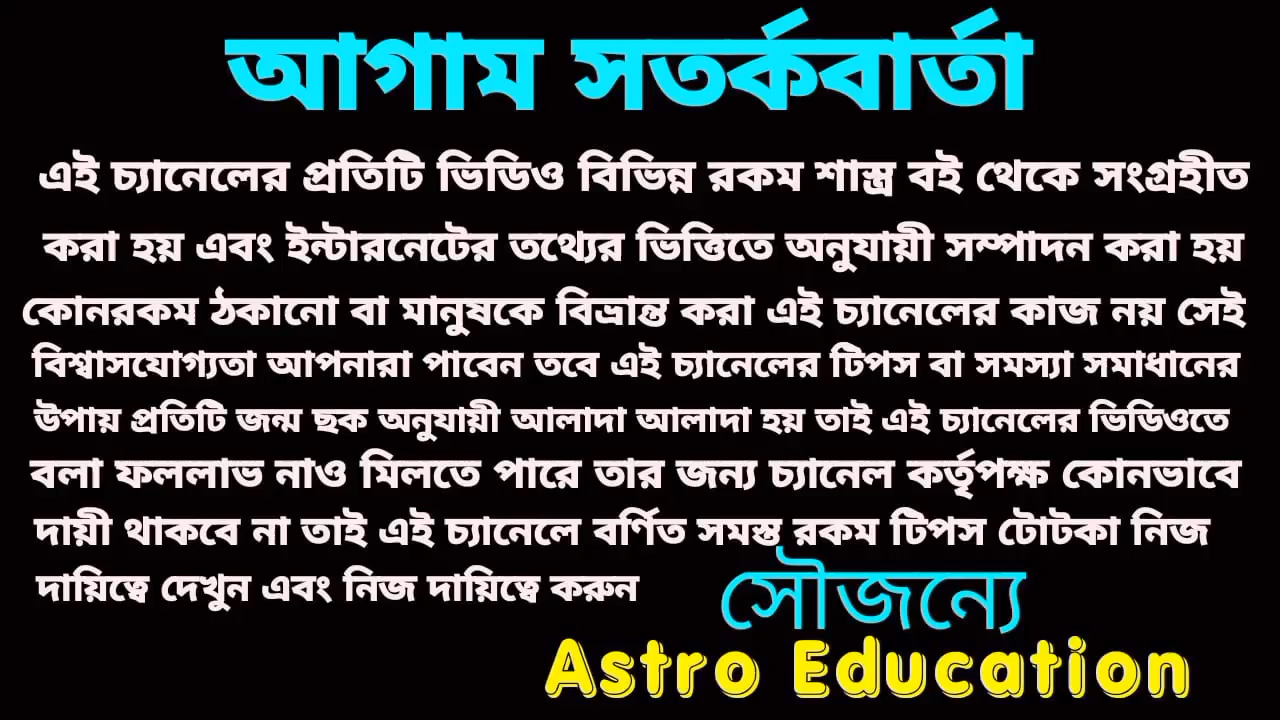 আগাম সতর্কবার্তা
এই চ্যানেলের প্রতিটি ভিডিও বিভিন্ন রকম শাস্ত্র বই থেকে সংগ্রহীত
করা হয় এবং ইন্টারনেটের তথ্যের ভিত্তিতে অনুযায়ী সম্পাদন করা হয়
কোনরকম ঠকানো বা মানুষকে বিভ্রান্ত করা এই চ্যানেলের কাজ নয় সেই
বিশ্বাসযোগ্যতা আপনারা পাবেন তবে এই চ্যানেলের টিপস বা সমস্যা সমাধানের
উপায় প্রতিটি জন্ম ছক অনুযায়ী আলাদা আলাদা হয় তাই এই চ্যানেলের ভিডিওতে
বলা ফললাভ নাও মিলতে পারে তার জন্য চ্যানেল কর্তৃপক্ষ কোনভাবে
দায়ী থাকবে না তাই এই চ্যানেলে বর্ণিত সমস্ত রকম টিপস টোটকা নিজ
দায়িত্বে দেখুন এবং নিজ দায়িত্বে করুন
সৌজন্যে
Astro Education